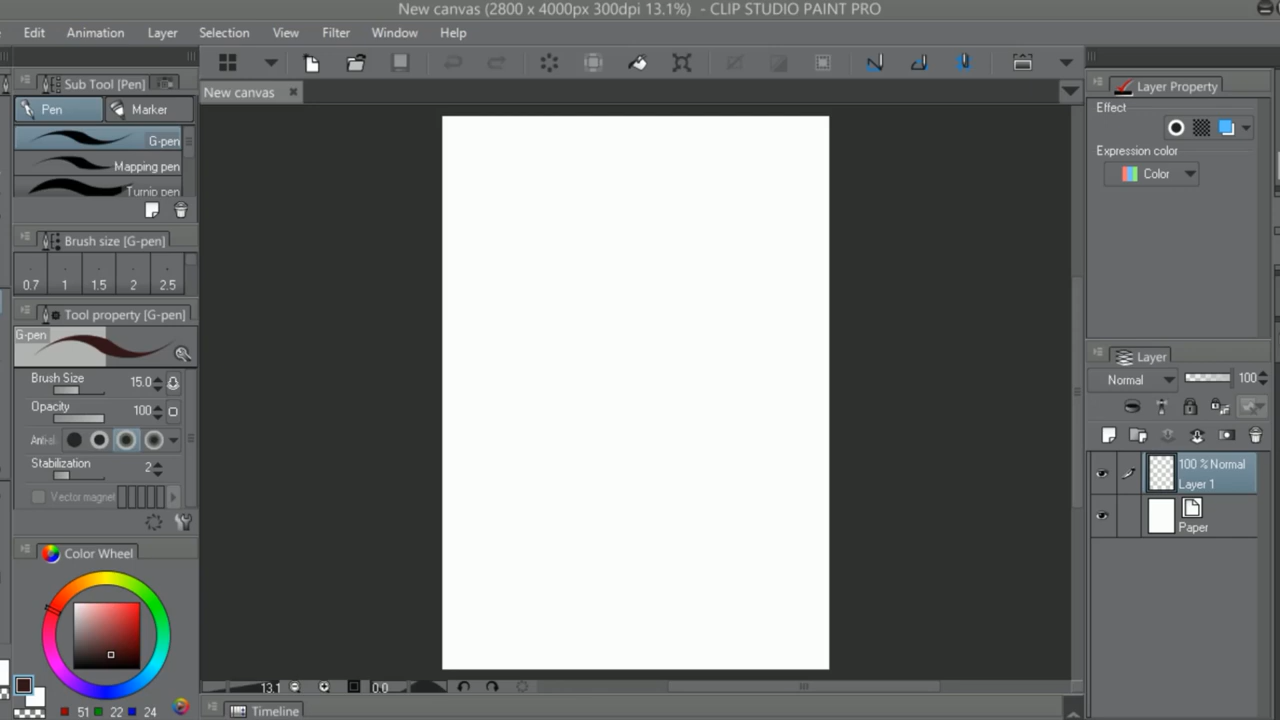 New canvas (2800 x 4000px 300dpi 13.1%) - CLIP STUDIO PAINT PRO
Edit Animation Layer Selection View Filter Window Help
Sub Tool [Pen]
Pen Marker
G-pen
Mapping pen
Turnip pen
Brush size [G-pen]
0.7 1 1.5 2 2.5
Tool property [G-pen]
G-pen
Brush Size 15.0
Opacity 100
Anti-al
Stabilization 2
Vector magnet
Color Wheel
51 22 24
New canvas
13.1 0.0
Timeline
Layer Property
Effect
Expression color
Color
Layer
Normal 100
100 % Normal
Layer 1
Paper